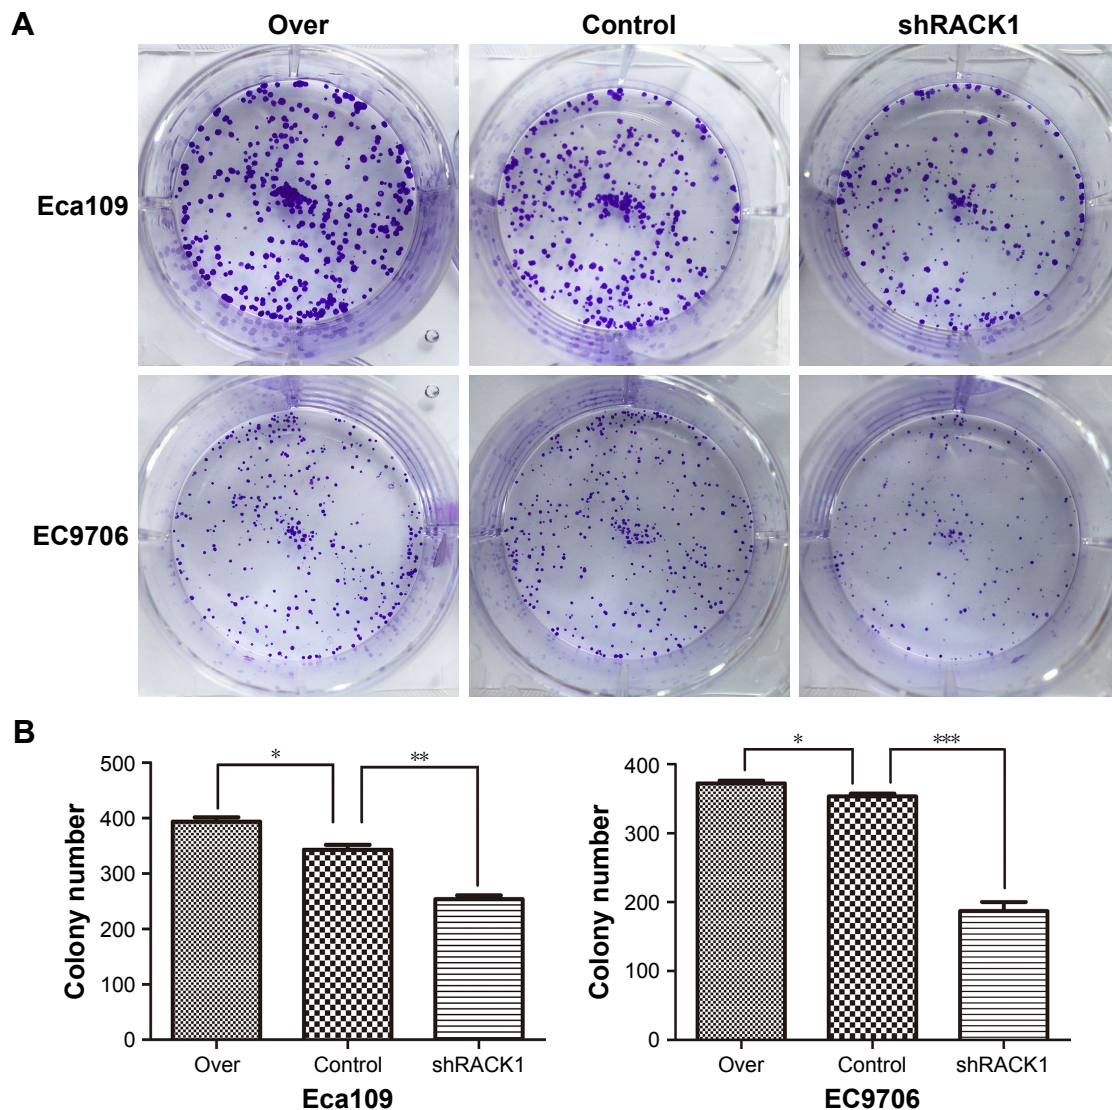 A
Over Control shRACK1
Eca109
EC9706
B
* **
500
400
300
200
100
0
Colony number
Over Control shRACK1
Eca109
* ***
400
300
200
100
0
Colony number
Over Control shRACK1
EC9706